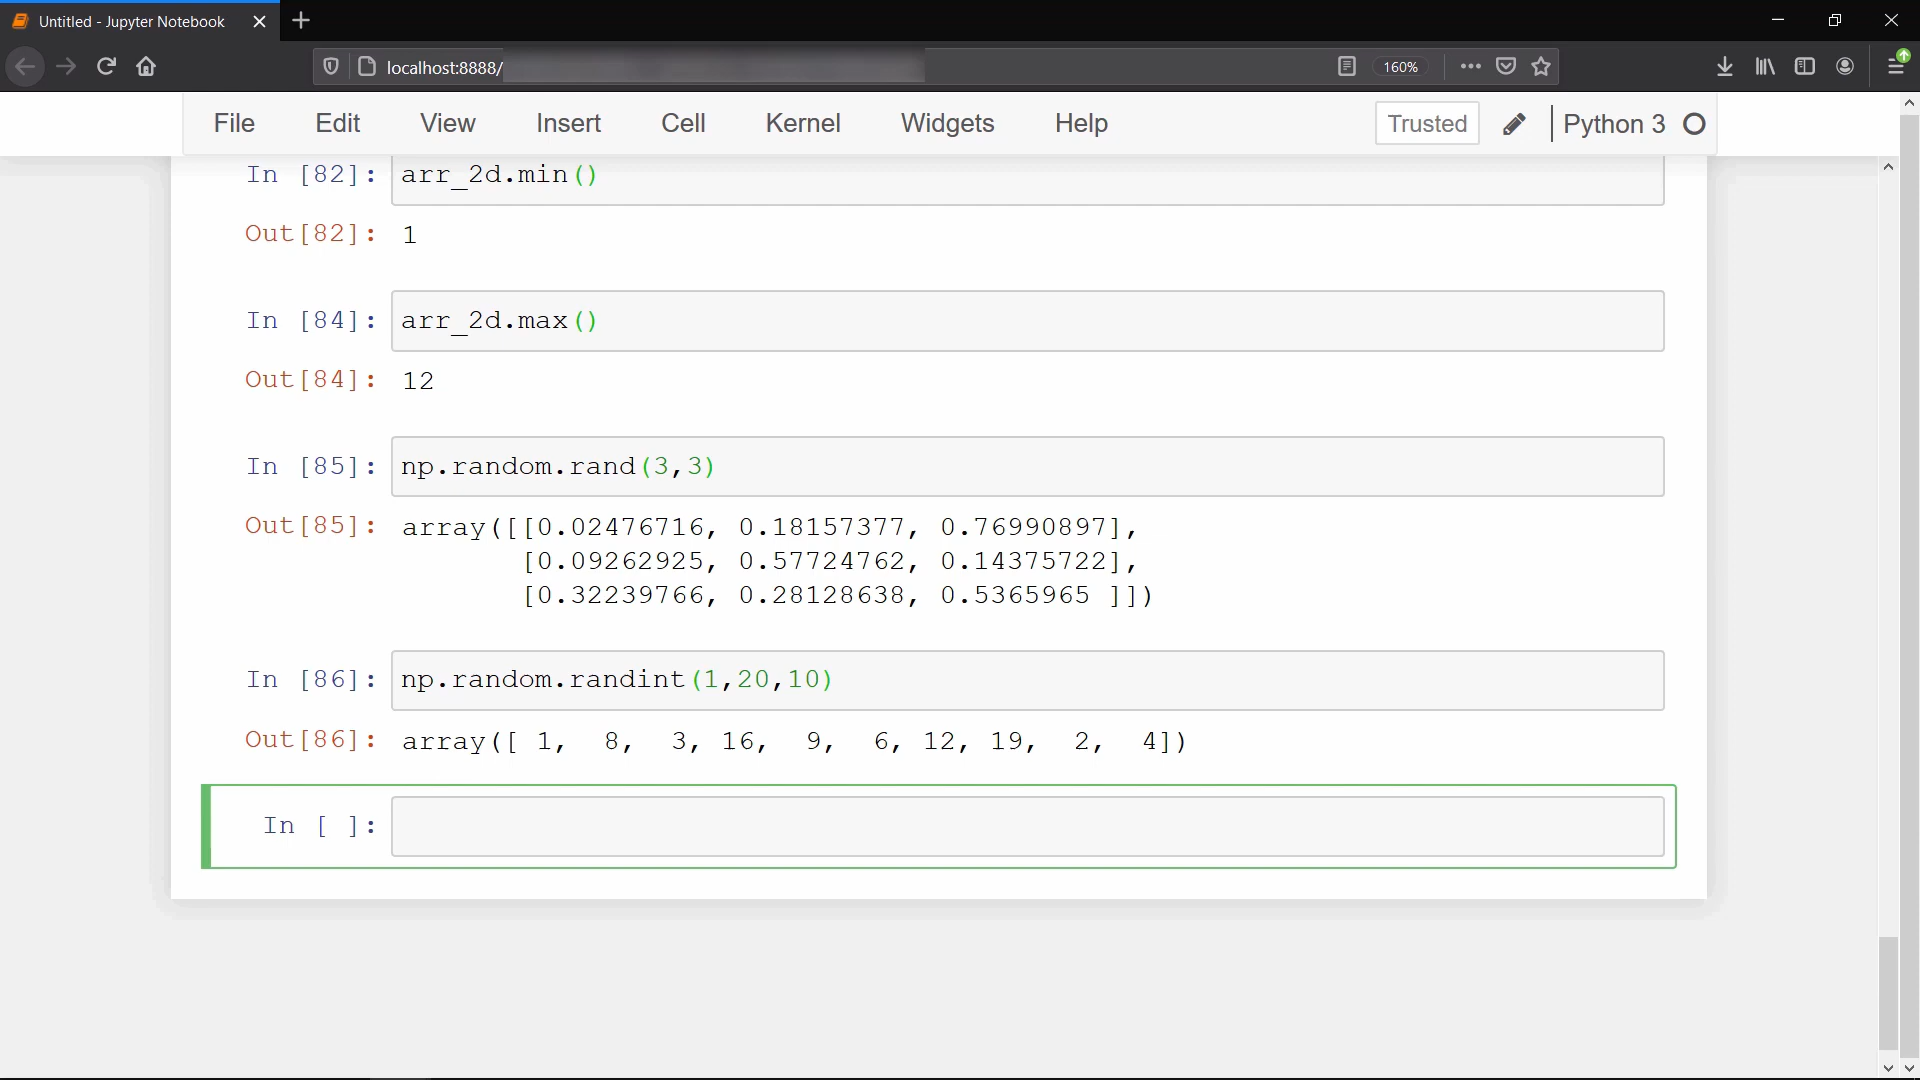 Untitled - Jupyter Notebook
localhost:8888/
160%
File Edit View Insert Cell Kernel Widgets Help Trusted Python 3
In [82]: arr_2d.min()
Out[82]: 1
In [84]: arr_2d.max()
Out[84]: 12
In [85]: np.random.rand(3,3)
Out[85]: array([[0.02476716, 0.18157377, 0.76990897],
[0.09262925, 0.57724762, 0.14375722],
[0.32239766, 0.28128638, 0.5365965 ]])
In [86]: np.random.randint(1,20,10)
Out[86]: array([ 1,  8,  3, 16,  9,  6, 12, 19,  2,  4])
In [ ]: